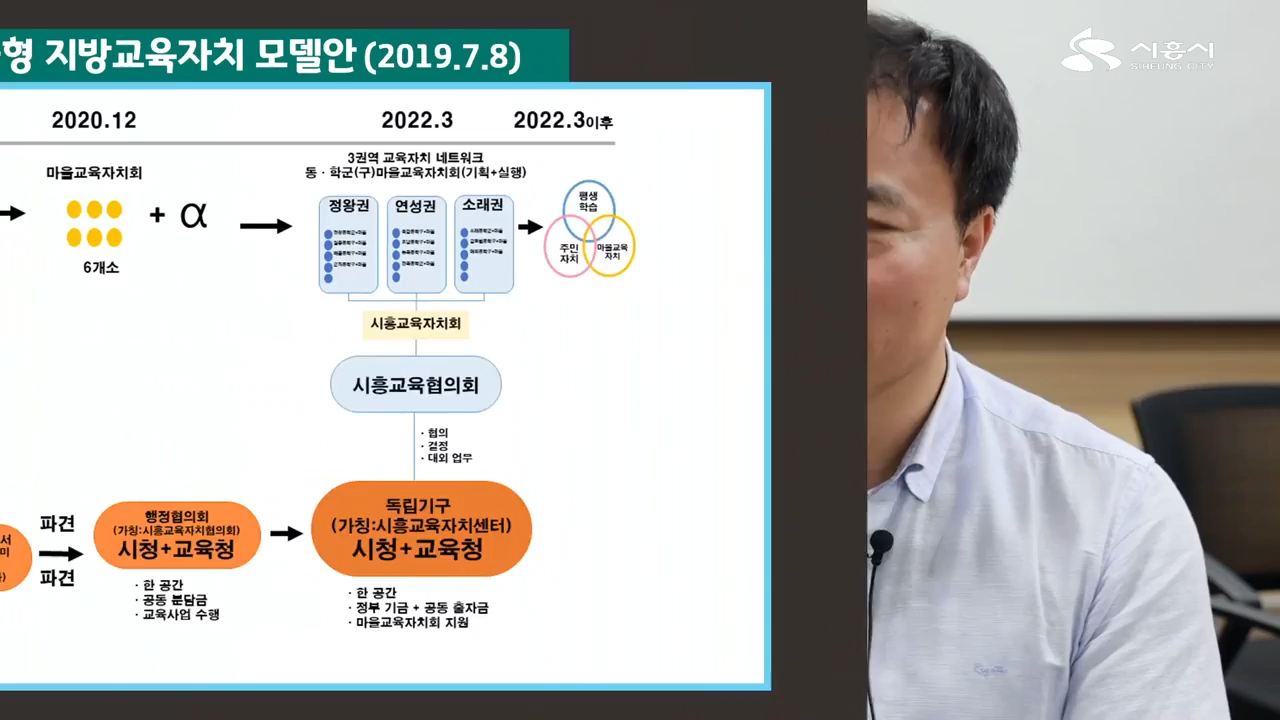 형 지방교육자치 모델안 (2019.7.8)
시흥시
SIHEUNG CITY
2020.12
2022.3
2022.3이후
마을교육자치회
+ α
6개소
3권역 교육자치 네트워크
동·학군(구)마을교육자치회(기획+실행)
정왕권
연성권
소래권
평생
학습
주민
자치
마을교육
자치
시흥교육자치회
시흥교육협의회
· 협의
· 결정
· 대외 업무
서
미
파견
파견
행정협의회
(가칭:시흥교육자치협의회)
시청+교육청
· 한 공간
· 공동 분담금
· 교육사업 수행
독립기구
(가칭:시흥교육자치센터)
시청+교육청
· 한 공간
· 정부 기금 + 공동 출자금
· 마을교육자치회 지원